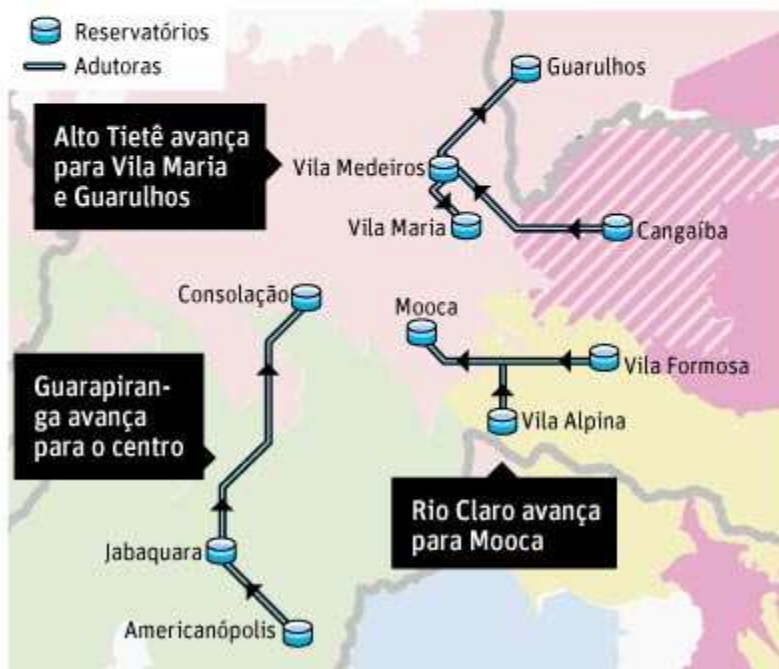 Reservatórios
Adutoras
Guarulhos
Alto Tietê avança
para Vila Maria
e Guarulhos
Vila Medeiros
Vila Maria
Cangaíba
Consolação
Mooca
Vila Formosa
Guarapiran-
ga avança
para o centro
Vila Alpina
Rio Claro avança
para Mooca
Jabaquara
Americanópolis